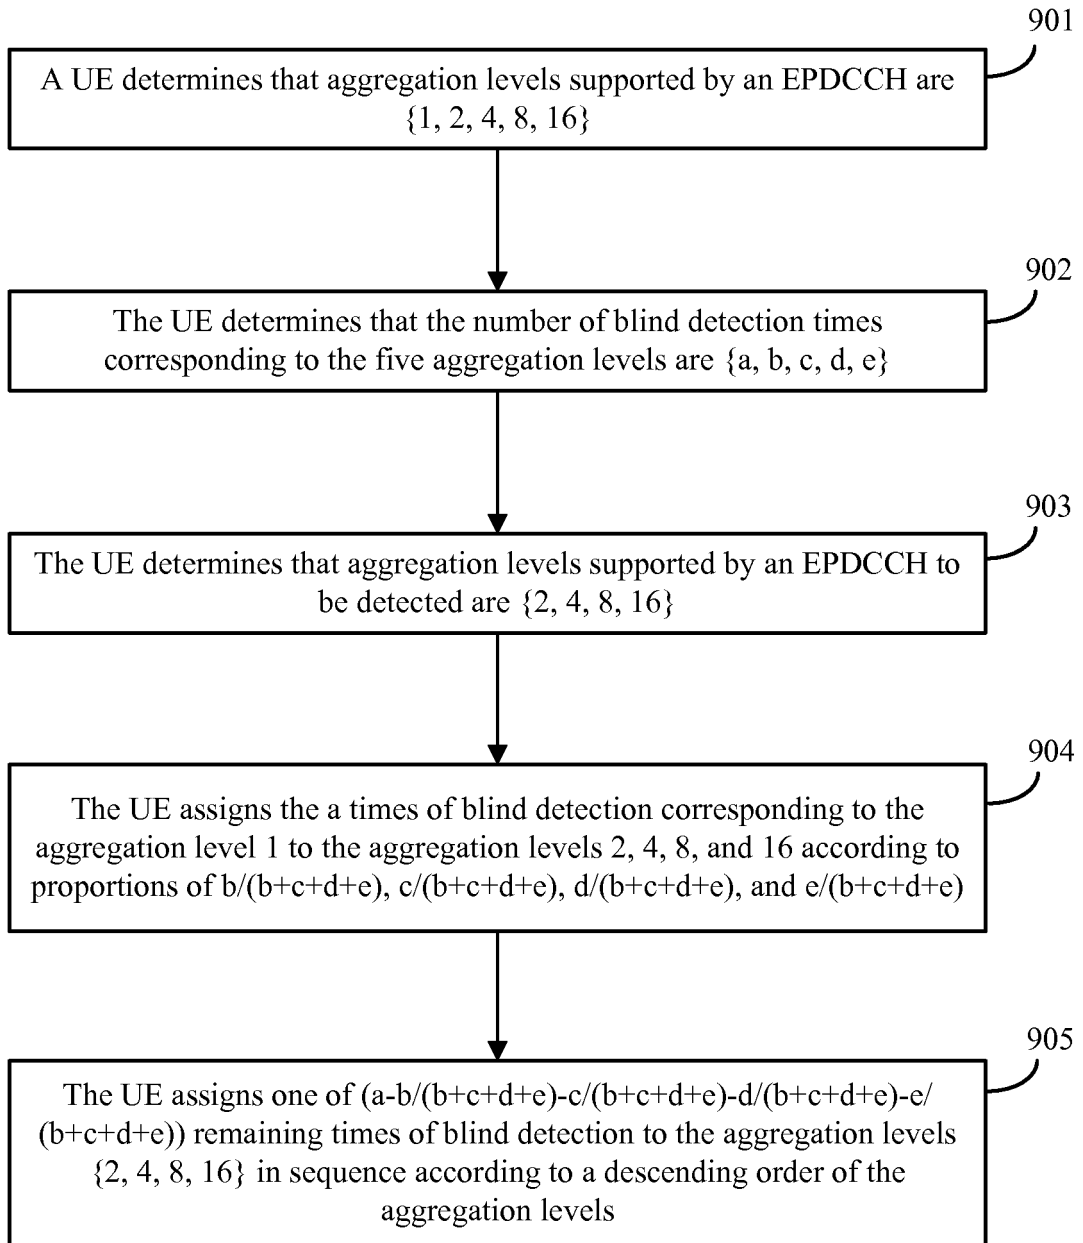 901
A UE determines that aggregation levels supported by an EPDCCH are
{1, 2, 4, 8, 16}
902
The UE determines that the number of blind detection times
corresponding to the five aggregation levels are {a, b, c, d, e}
903
The UE determines that aggregation levels supported by an EPDCCH to
be detected are {2, 4, 8, 16}
904
The UE assigns the a times of blind detection corresponding to the
aggregation level 1 to the aggregation levels 2, 4, 8, and 16 according to
proportions of b/(b+c+d+e), c/(b+c+d+e), d/(b+c+d+e), and e/(b+c+d+e)
905
The UE assigns one of (a-b/(b+c+d+e)-c/(b+c+d+e)-d/(b+c+d+e)-e/
(b+c+d+e)) remaining times of blind detection to the aggregation levels
{2, 4, 8, 16} in sequence according to a descending order of the
aggregation levels